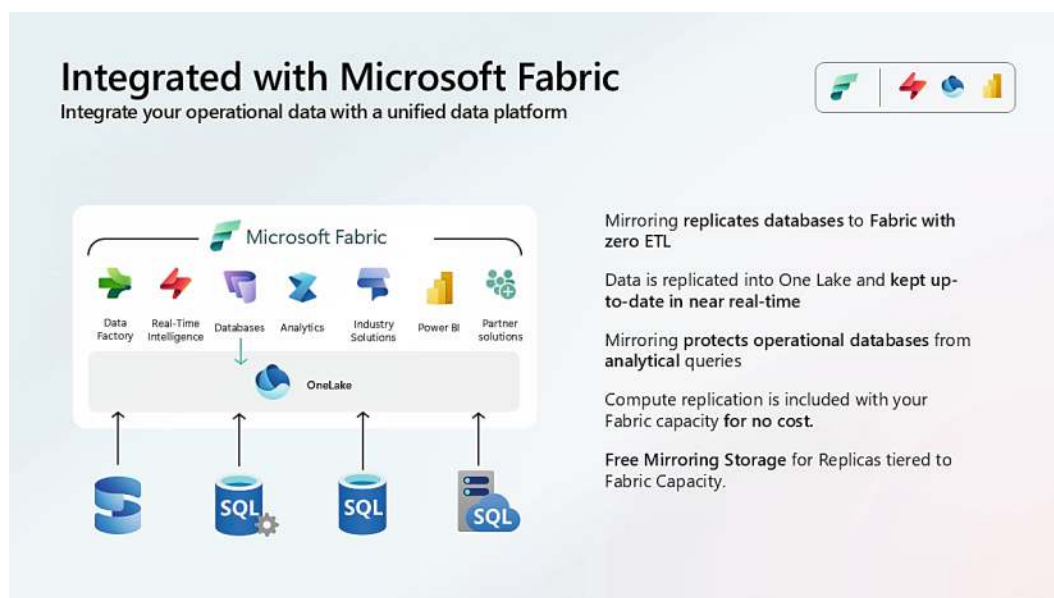 Integrated with Microsoft Fabric
Integrate your operational data with a unified data platform
Microsoft Fabric
Data
Factory
Real-Time
Intelligence
Databases
Analytics
Industry
Solutions
Power BI
Partner
solutions
OneLake
SQL
SQL
SQL
Mirroring replicates databases to Fabric with
zero ETL
Data is replicated into One Lake and kept up-
to-date in near real-time
Mirroring protects operational databases from
analytical queries
Compute replication is included with your
Fabric capacity for no cost.
Free Mirroring Storage for Replicas tiered to
Fabric Capacity.